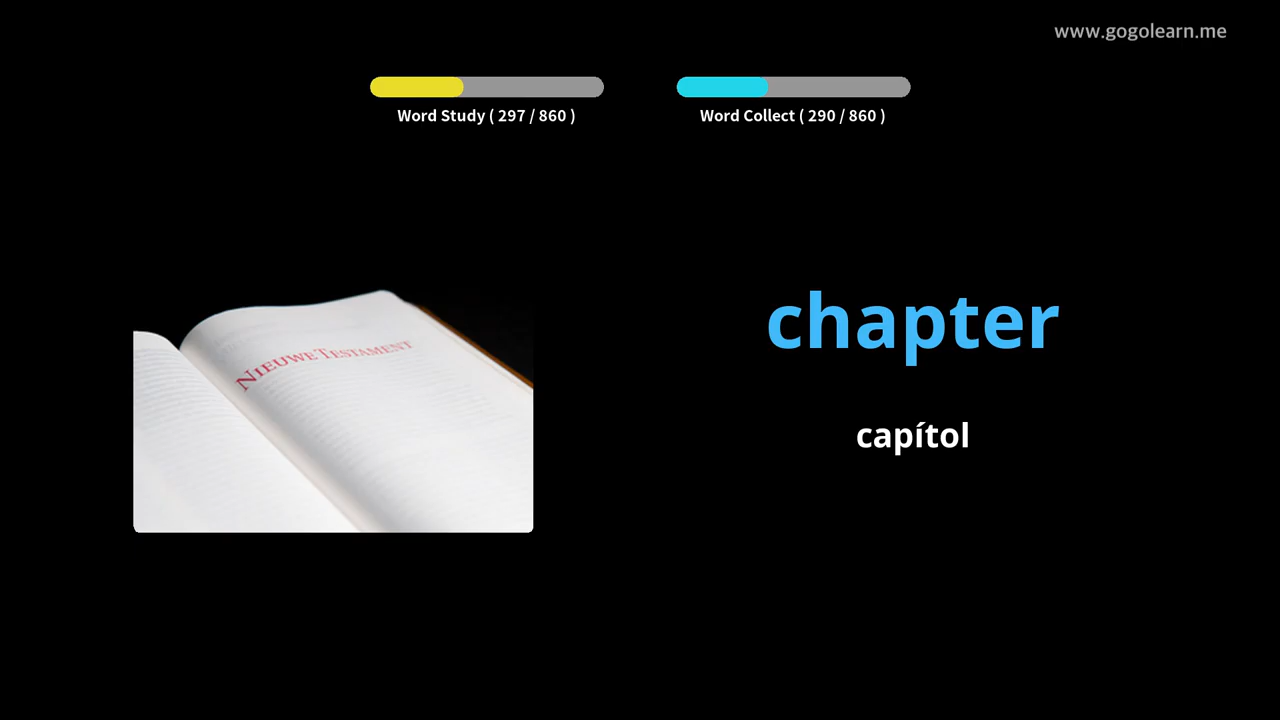 www.gogolearn.me
Word Study ( 297 / 860 )
Word Collect ( 290 / 860 )
NIEUWE TESTAMENT
chapter
capítol